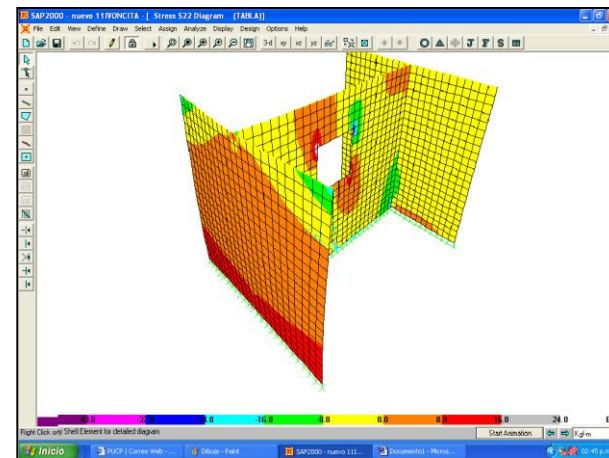 SAP2000 - nuevo 11IVONCITA - [ Stress S22 Diagram (TABLA)]
File Edit View Define Draw Select Assign Analyze Display Design Options Help
3-d xy xz yz
Right Click on Shell Element for detailed diagram
-16.0 -8.0 0.0 8.0 16.0 24.0
Start Animation
Kgf-m
Inicio PUCP | Correo Web - ... Dibujo - Paint SAP2000 - nuevo 11I... Documento1 - Micros... 02:45 p.m.